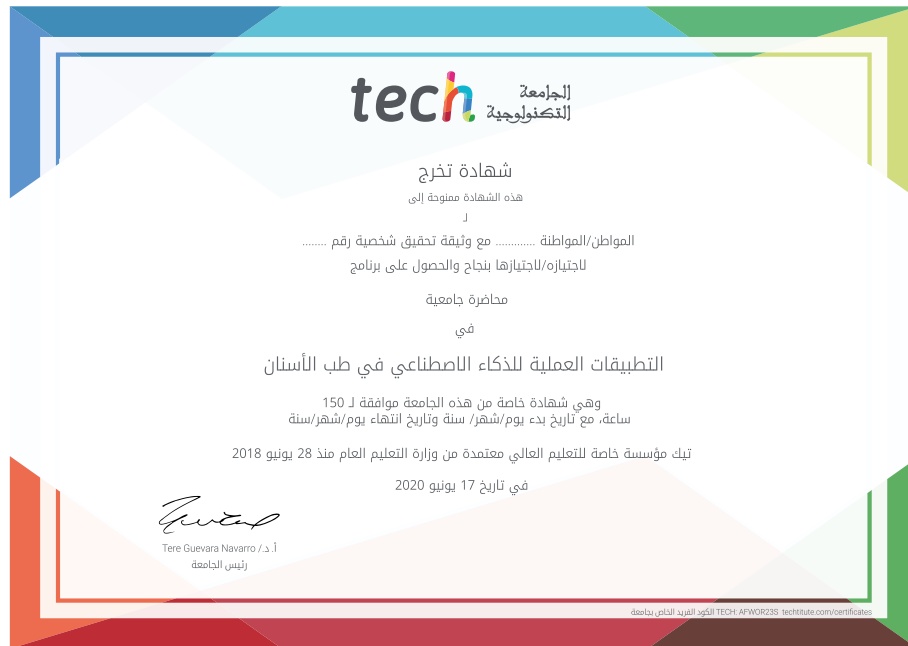 tech الجامعة
التكنولوجية
شهادة تخرج
هذه الشهادة ممنوحة إلى
لـ
المواطن/المواطنة ............ مع وثيقة تحقيق شخصية رقم ........
لاجتيازه/لاجتيازها بنجاح والحصول على برنامج
محاضرة جامعية
في
التطبيقات العملية للذكاء الاصطناعي في طب الأسنان
وهي شهادة خاصة من هذه الجامعة موافقة لـ 150
ساعة، مع تاريخ بدء يوم/شهر/ سنة وتاريخ انتهاء يوم/شهر/سنة
تيك مؤسسة خاصة للتعليم العالي معتمدة من وزارة التعليم العام منذ 28 يونيو 2018
في تاريخ 17 يونيو 2020
أ. د./ Tere Guevara Navarro
رئيس الجامعة
الكود الفريد الخاص بجامعة TECH: AFWOR23S techtitute.com/certificates